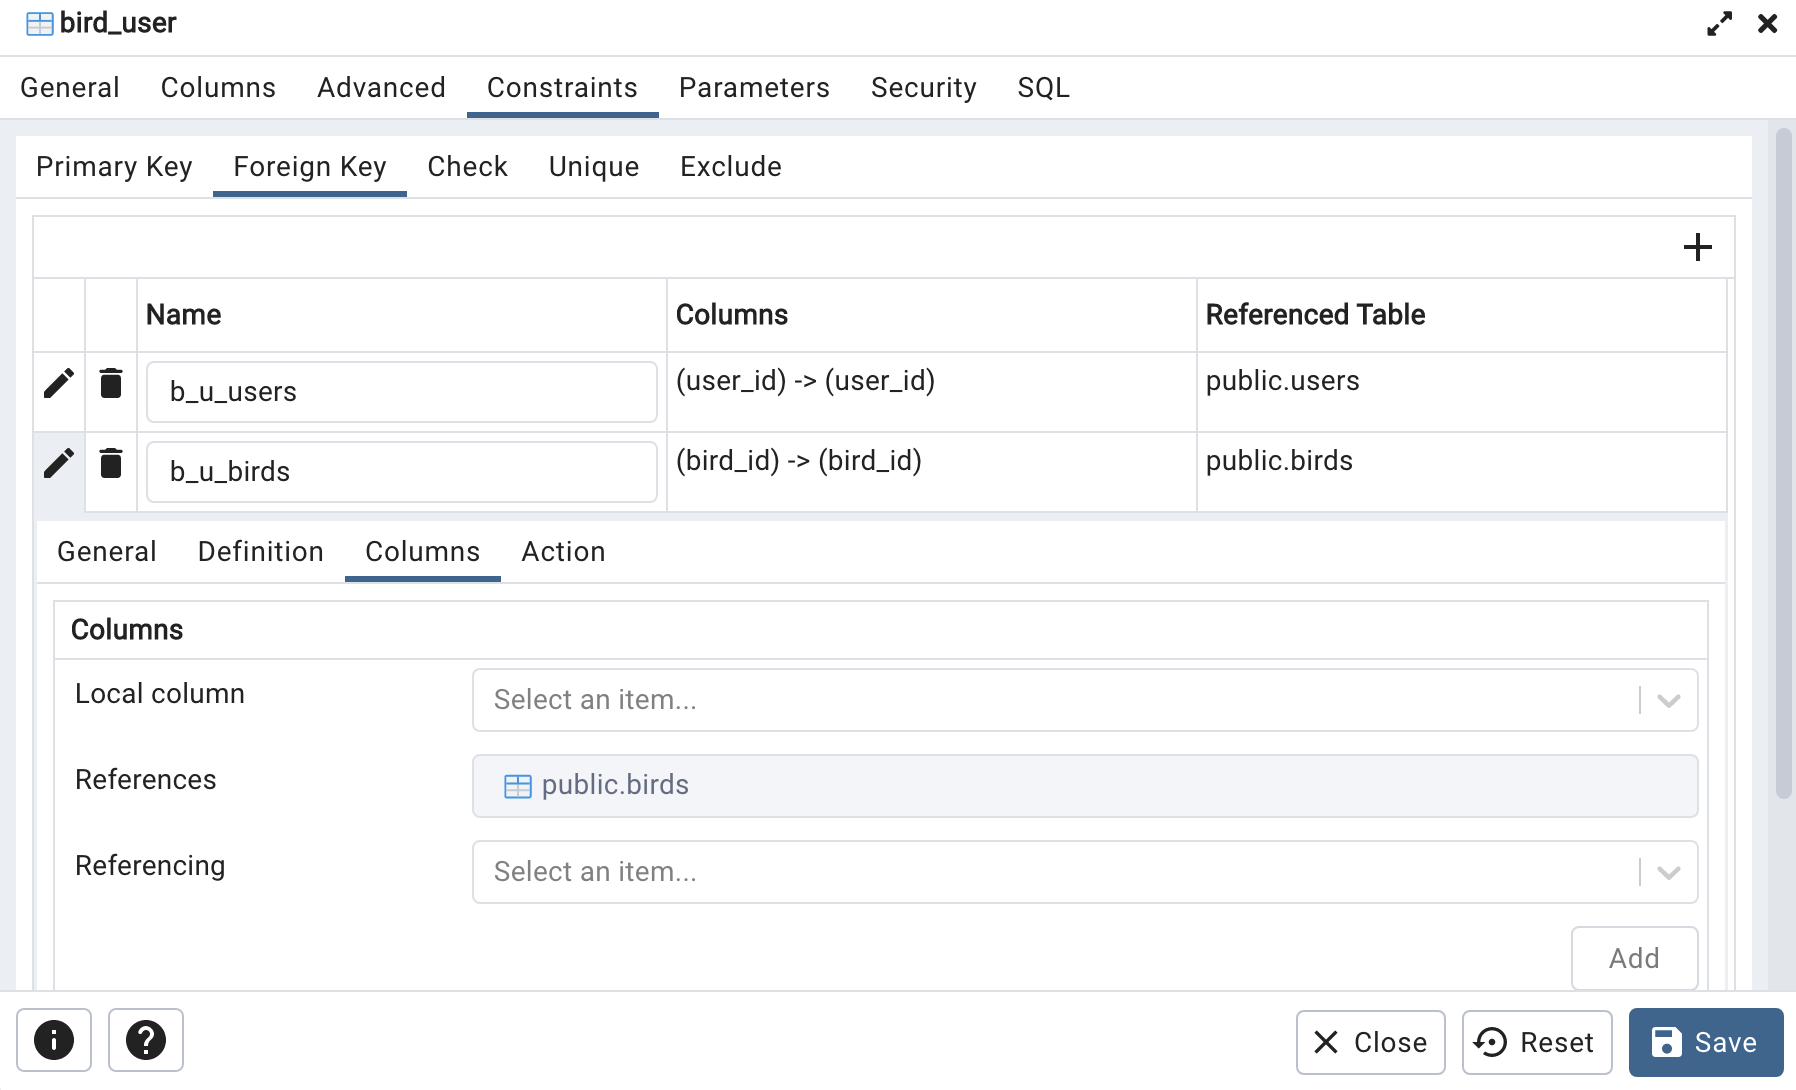 bird_user
General Columns Advanced Constraints Parameters Security SQL
Primary Key Foreign Key Check Unique Exclude
Name Columns Referenced Table
b_u_users (user_id) -> (user_id) public.users
b_u_birds (bird_id) -> (bird_id) public.birds
General Definition Columns Action
Columns
Local column Select an item...
References public.birds
Referencing Select an item...
Add
Close Reset Save